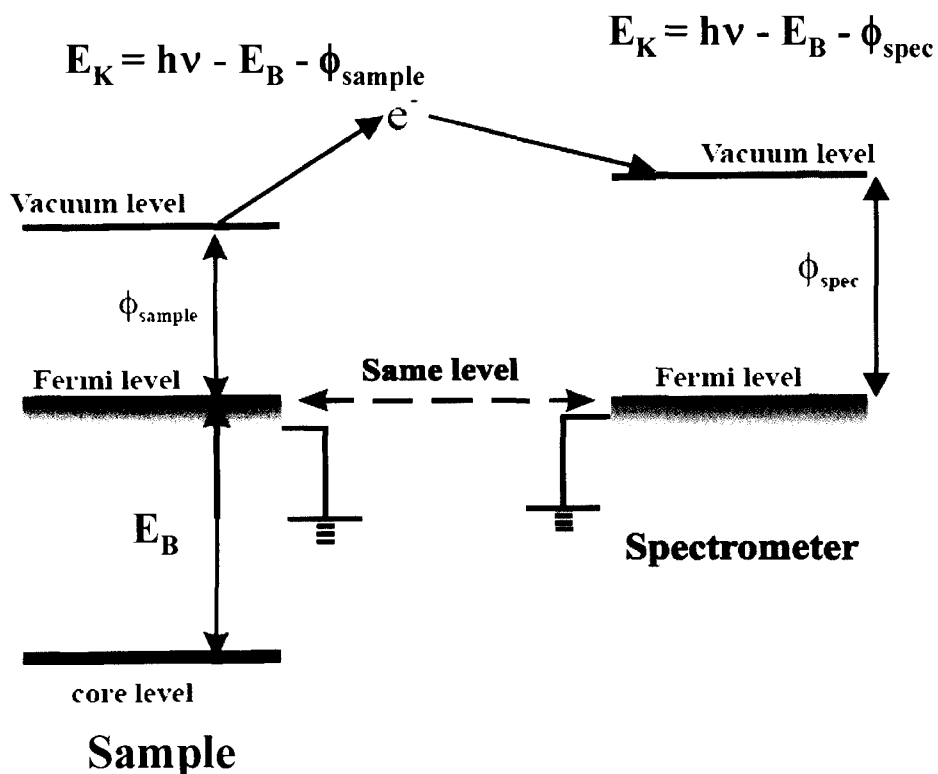 E_K = hν - E_B - ϕ_sample
E_K = hν - E_B - ϕ_spec
e⁻
Vacuum level
Vacuum level
ϕ_sample
ϕ_spec
Fermi level
Same level
Fermi level
E_B
Spectrometer
core level
Sample